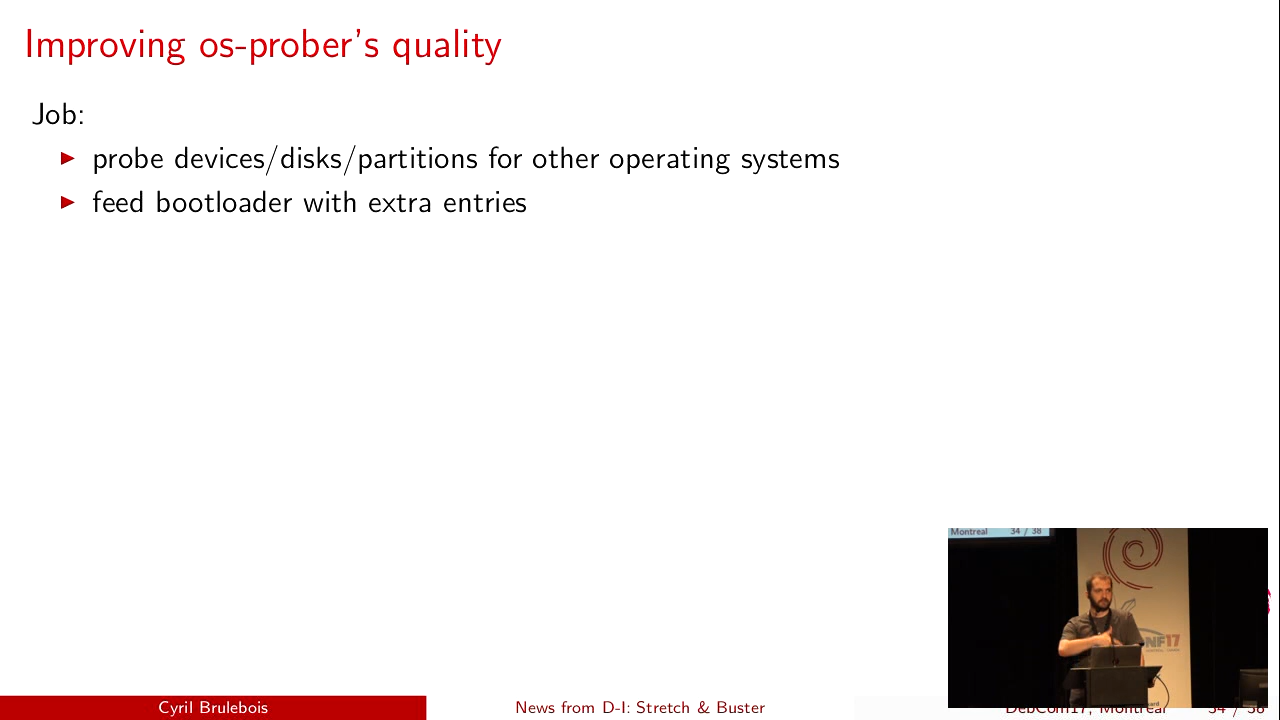 Improving os-prober's quality
Job:
probe devices/disks/partitions for other operating systems
feed bootloader with extra entries
Montreal 34 / 38
NF17
Cyril Brulebois
News from D-I: Stretch & Buster
DebConf17, Montreal 34 / 38